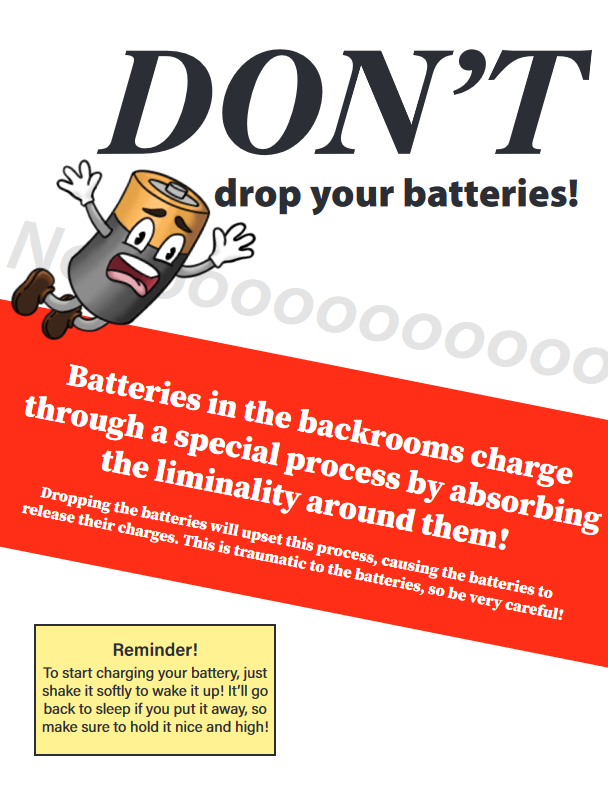 DON'T
drop your batteries!
Batteries in the backrooms charge
through a special process by absorbing
the liminality around them!
Dropping the batteries will upset this process, causing the batteries to
release their charges. This is traumatic to the batteries, so be very careful!
Reminder!
To start charging your battery, just
shake it softly to wake it up! It'll go
back to sleep if you put it away, so
make sure to hold it nice and high!